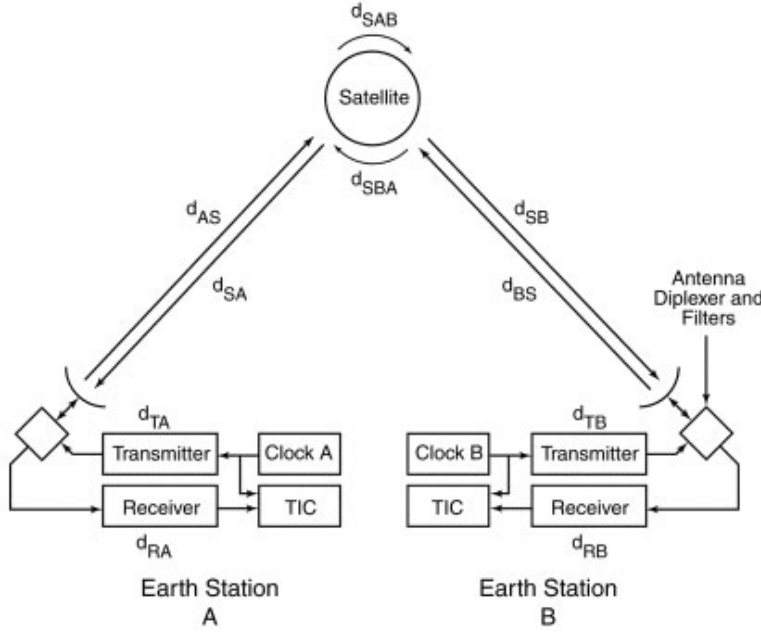 d_SAB
Satellite
d_SBA
d_AS
d_SB
d_SA
d_BS
Antenna
Diplexer and
Filters
d_TA
d_TB
Transmitter
Clock A
Clock B
Transmitter
Receiver
TIC
TIC
Receiver
d_RA
d_RB
Earth Station
A
Earth Station
B